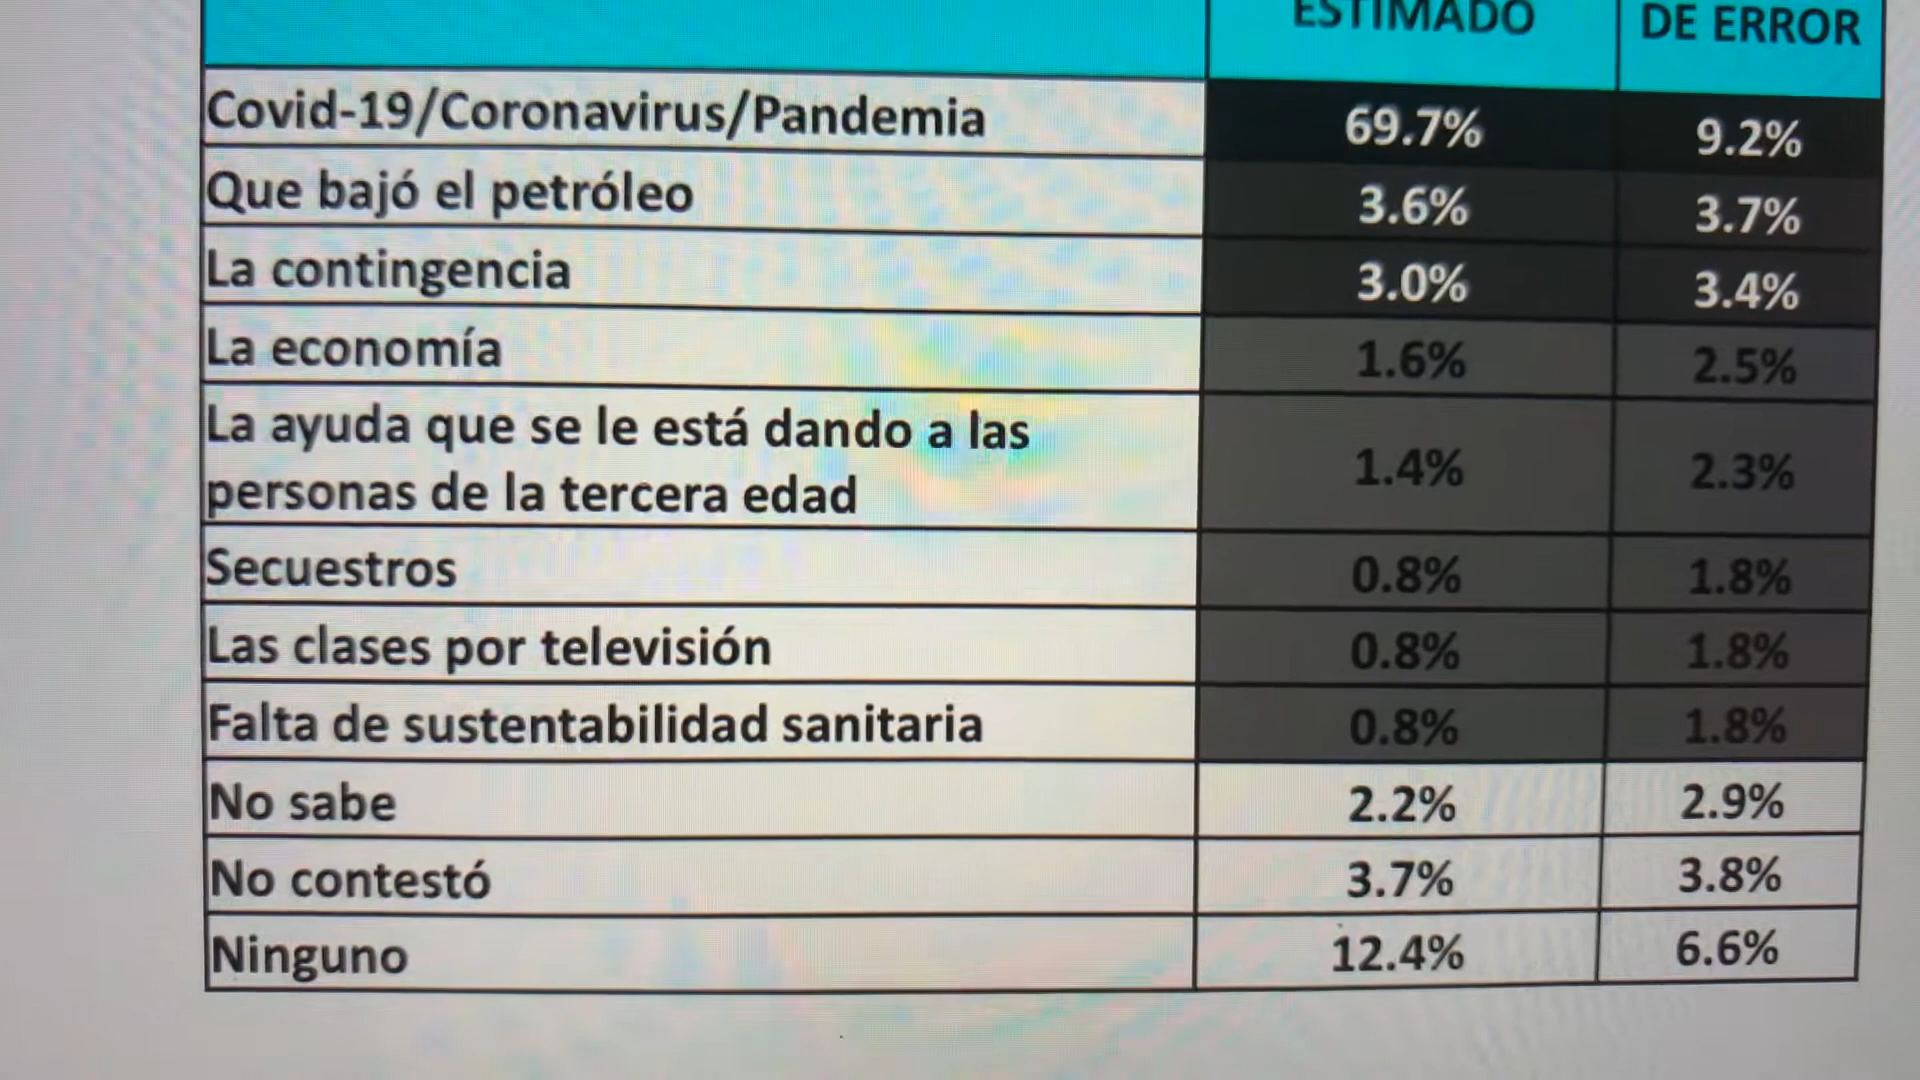 ESTIMADO DE ERROR
Covid-19/Coronavirus/Pandemia 69.7% 9.2%
Que bajó el petróleo 3.6% 3.7%
La contingencia 3.0% 3.4%
La economía 1.6% 2.5%
La ayuda que se le está dando a las
personas de la tercera edad 1.4% 2.3%
Secuestros 0.8% 1.8%
Las clases por televisión 0.8% 1.8%
Falta de sustentabilidad sanitaria 0.8% 1.8%
No sabe 2.2% 2.9%
No contestó 3.7% 3.8%
Ninguno 12.4% 6.6%